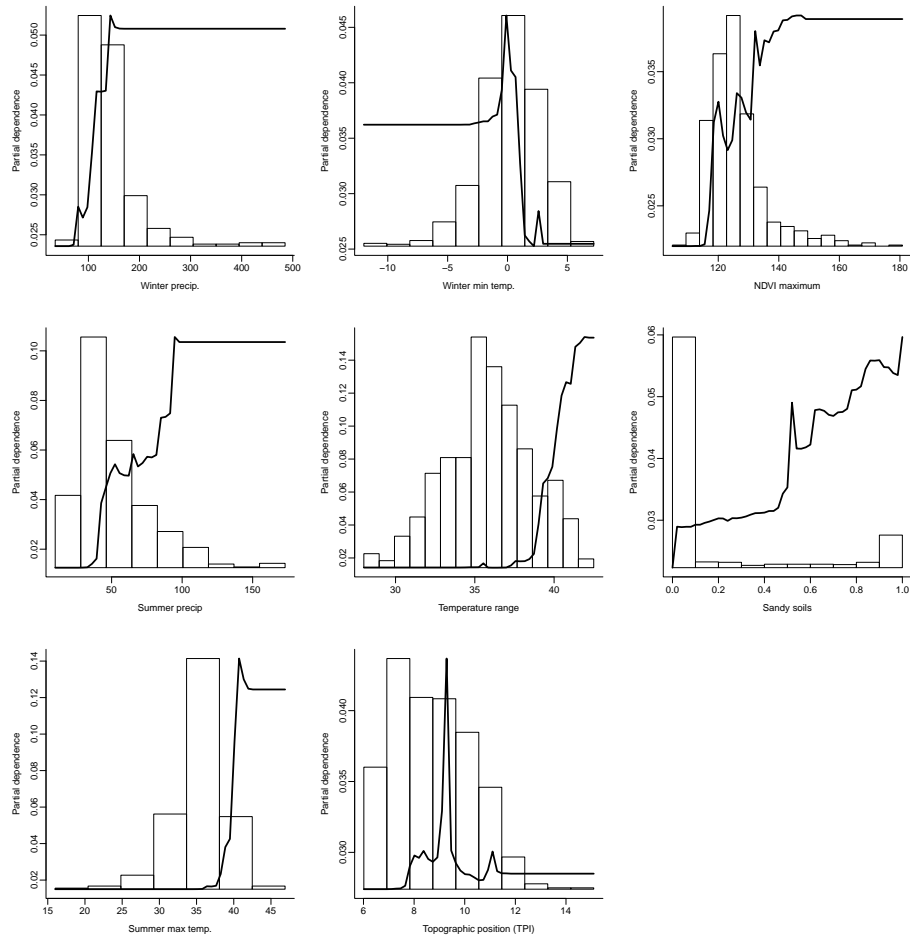 Partial dependence
0.025 0.030 0.035 0.040 0.045 0.050
100 200 300 400 500
Winter precip.
Partial dependence
0.025 0.030 0.035 0.040 0.045
−10 −5 0 5
Winter min temp.
Partial dependence
0.025 0.030 0.035
120 140 160 180
NDVI maximum
Partial dependence
0.02 0.04 0.06 0.08 0.10
50 100 150
Summer precip
Partial dependence
0.02 0.04 0.06 0.08 0.10 0.12 0.14
30 35 40
Temperature range
Partial dependence
0.03 0.04 0.05 0.06
0.0 0.2 0.4 0.6 0.8 1.0
Sandy soils
Partial dependence
0.02 0.04 0.06 0.08 0.10 0.12 0.14
15 20 25 30 35 40 45
Summer max temp.
Partial dependence
0.030 0.035 0.040
6 8 10 12 14
Topographic position (TPI)